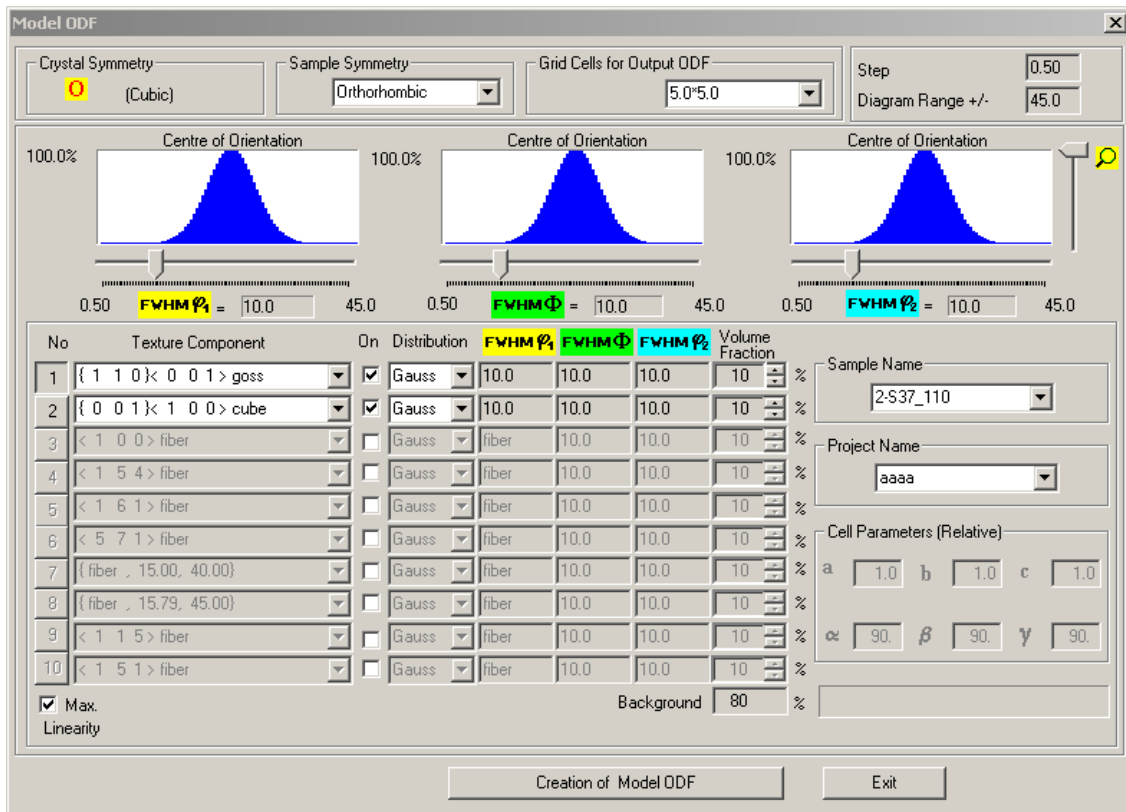 Model ODF
Crystal Symmetry
O (Cubic)
Sample Symmetry
Orthorhombic
Grid Cells for Output ODF
5.0*5.0
Step 0.50
Diagram Range +/- 45.0
Centre of Orientation Centre of Orientation Centre of Orientation
100.0% 100.0% 100.0%
0.50 FWHM φ1 = 10.0 45.0 0.50 FWHM Φ = 10.0 45.0 0.50 FWHM φ2 = 10.0 45.0
No Texture Component On Distribution FWHM φ1 FWHM Φ FWHM φ2 Volume Fraction
1 { 1 1 0}< 0 0 1 > goss Gauss 10.0 10.0 10.0 10 %
2 { 0 0 1}< 1 0 0 > cube Gauss 10.0 10.0 10.0 10 %
3 < 1 0 0 > fiber Gauss fiber 10.0 10.0 10 %
4 < 1 5 4 > fiber Gauss fiber 10.0 10.0 10 %
5 < 1 6 1 > fiber Gauss fiber 10.0 10.0 10 %
6 < 5 7 1 > fiber Gauss fiber 10.0 10.0 10 %
7 { fiber , 15.00, 40.00} Gauss fiber 10.0 10.0 10 %
8 { fiber , 15.79, 45.00} Gauss fiber 10.0 10.0 10 %
9 < 1 1 5 > fiber Gauss fiber 10.0 10.0 10 %
10 < 1 5 1 > fiber Gauss fiber 10.0 10.0 10 %
Max. Linearity
Background 80 %
Sample Name
2-S37_110
Project Name
aaaa
Cell Parameters (Relative)
a 1.0 b 1.0 c 1.0
α 90. β 90. γ 90.
Creation of Model ODF
Exit